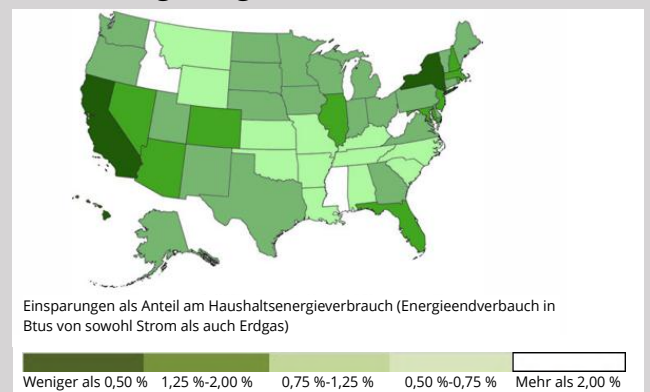 Einsparungen als Anteil am Haushaltsenergieverbrauch (Energieendverbauch in
Btus von sowohl Strom als auch Erdgas)
Weniger als 0,50 % 1,25 %-2,00 % 0,75 %-1,25 % 0,50 %-0,75 % Mehr als 2,00 %